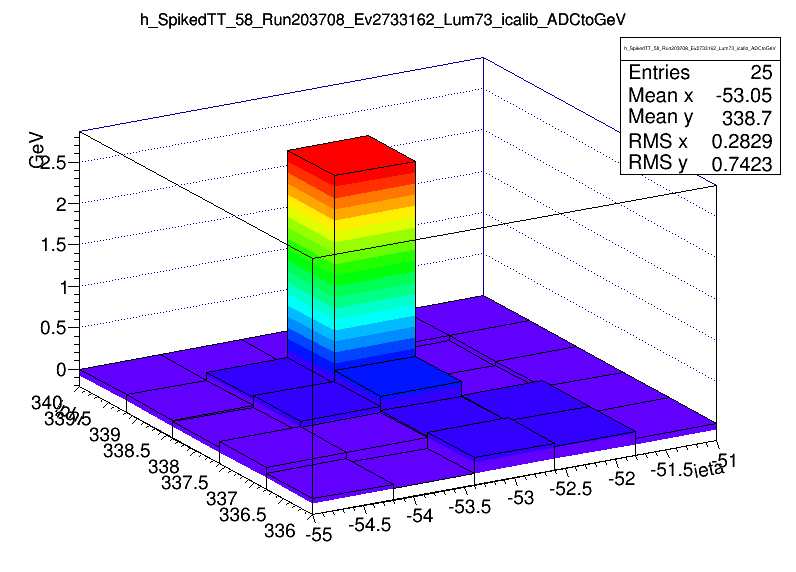 h_SpikedTT_58_Run203708_Ev2733162_Lum73_icalib_ADCtoGeV
h_SpikedTT_58_Run203708_Ev2733162_Lum73_icalib_ADCtoGeV
Entries 25
Mean x -53.05
Mean y 338.7
RMS x 0.2829
RMS y 0.7423
GeV
2.5
2
1.5
1
0.5
0
340
339.5
339
338.5
338
337.5
337
336.5
336
iphi
-55
-54.5
-54
-53.5
-53
-52.5
-52
-51.5
-51
ieta